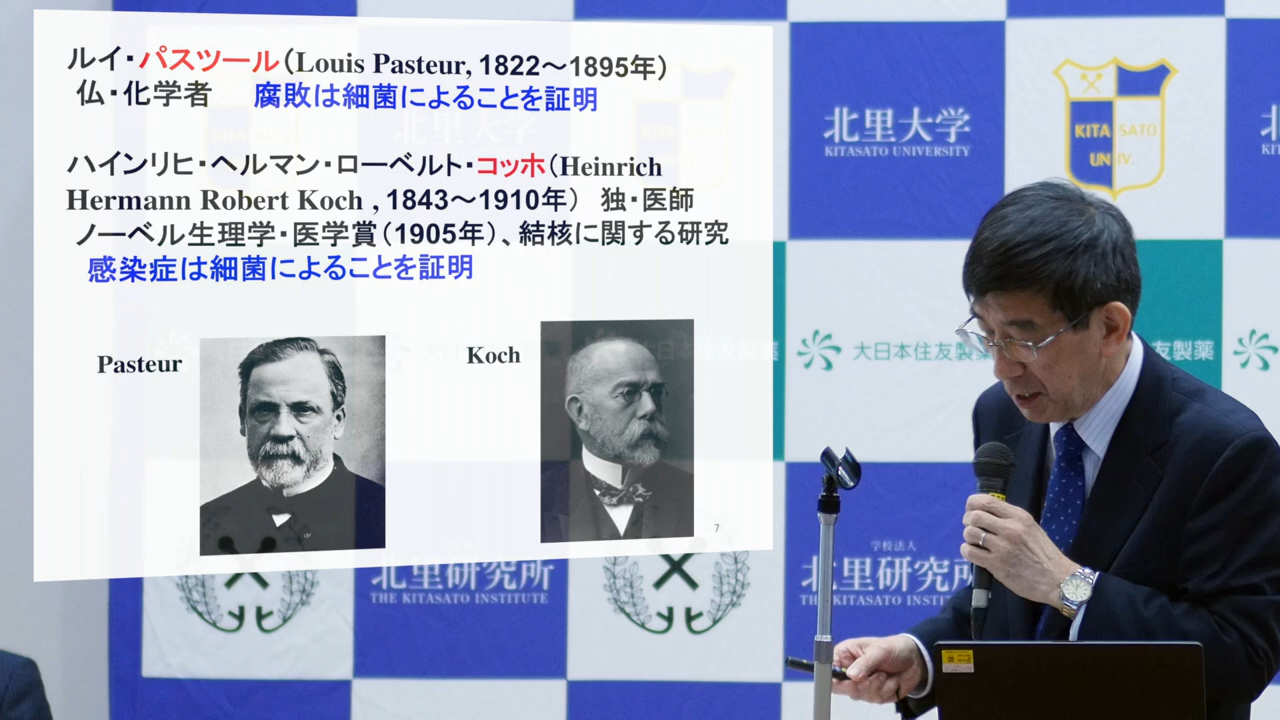 ルイ・パスツール（Louis Pasteur, 1822〜1895年）
仏・化学者　腐敗は細菌によることを証明
ハインリヒ・ヘルマン・ローベルト・コッホ（Heinrich
Hermann Robert Koch , 1843〜1910年）　独・医師
ノーベル生理学・医学賞（1905年）、結核に関する研究
感染症は細菌によることを証明
Pasteur
Koch
7
北里大学
KITASATO UNIVERSITY
KITA SATO
UNIV.
大日本住友製薬
北里研究所
THE KITASATO INSTITUTE
学校法人
北里研究所
THE KITASATO INSTITUTE